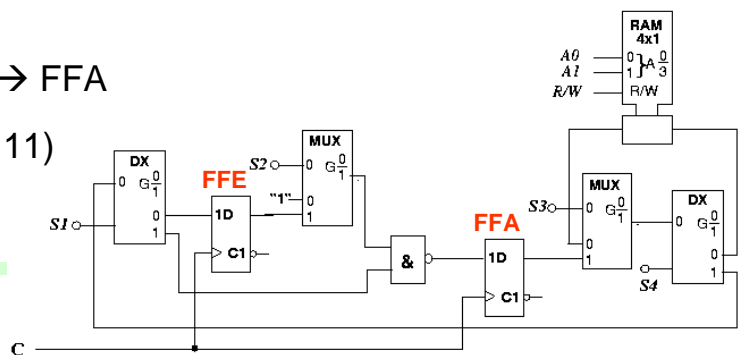 → FFA
11)
RAM
4x1
A0 0 } A 0/3
A1 1
R/W R/W
DX
0 G 0/1
0
1
S1
FFE
1D
C1
MUX
S2 0 G 0/1
"1" 0
1
&
FFA
1D
C1
MUX
S3 0 G 0/1
0
1
DX
0 G 0/1
0
1
S4
C